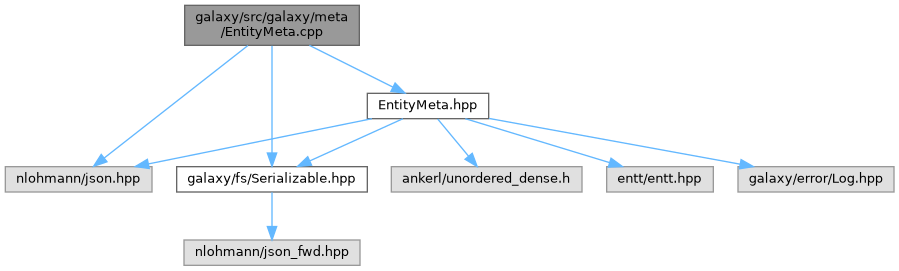 galaxy/src/galaxy/meta
/EntityMeta.cpp
EntityMeta.hpp
nlohmann/json.hpp
galaxy/fs/Serializable.hpp
ankerl/unordered_dense.h
entt/entt.hpp
galaxy/error/Log.hpp
nlohmann/json_fwd.hpp